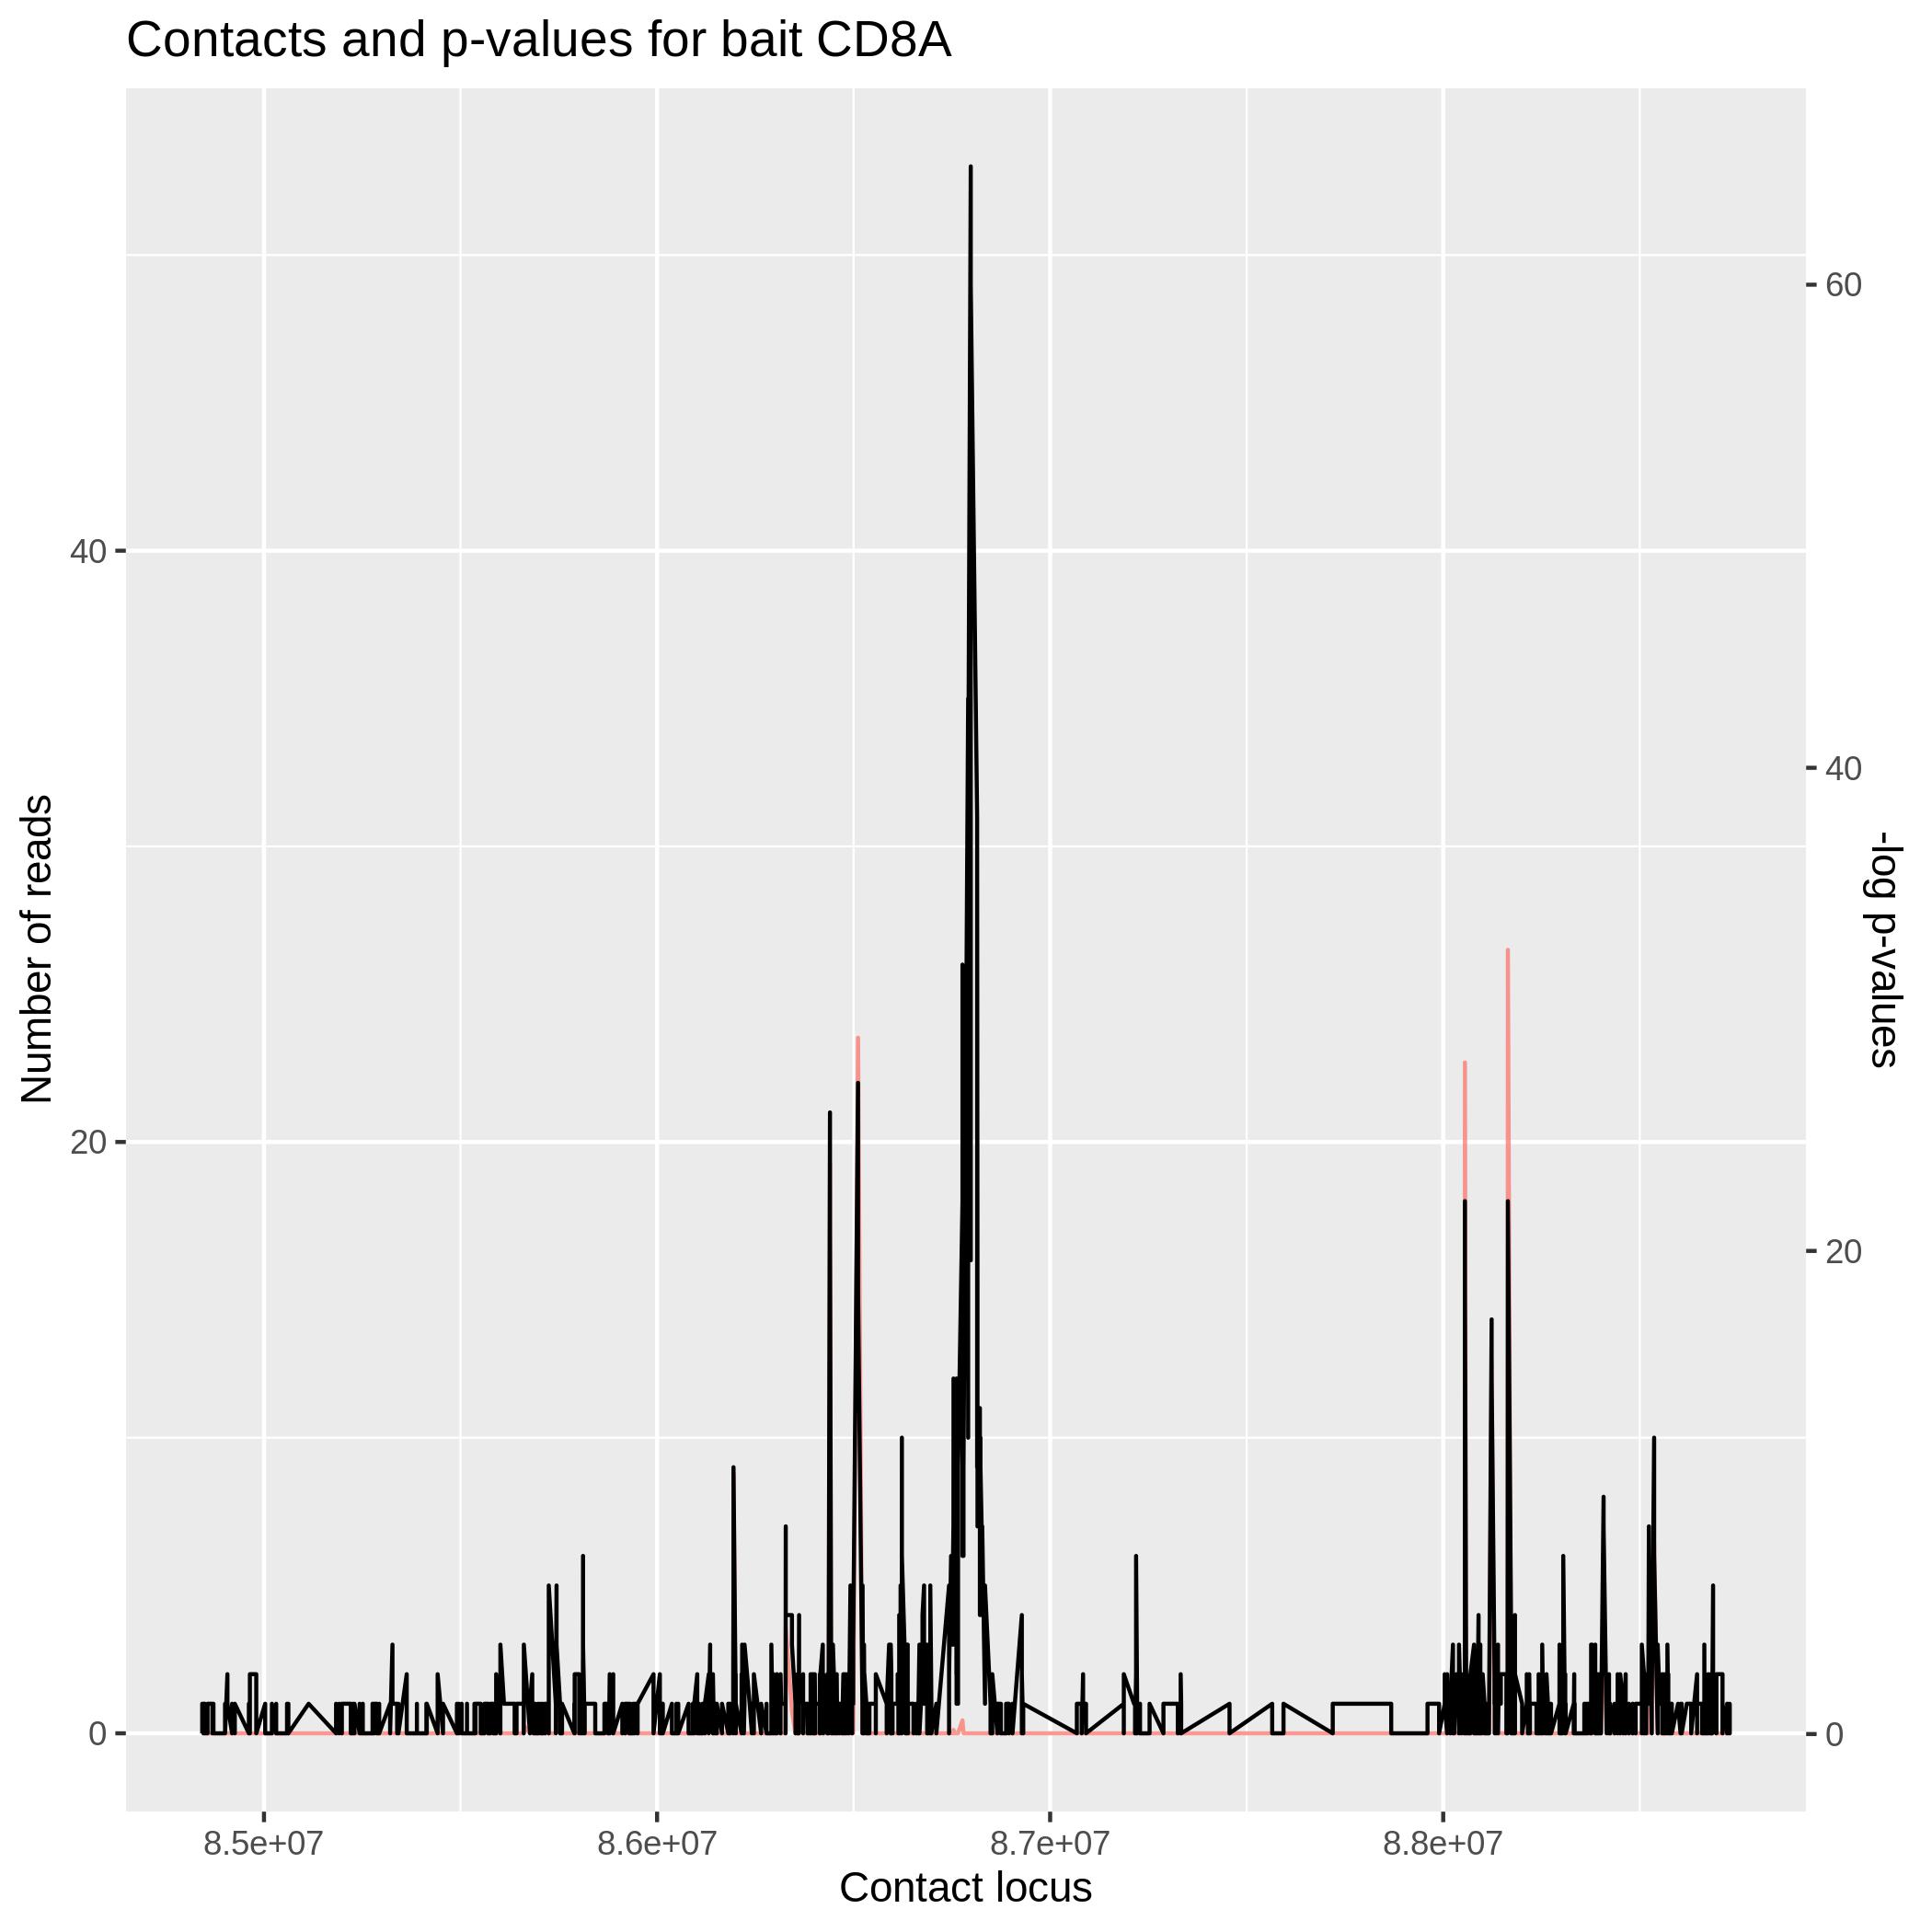 Contacts and p-values for bait CD8A
Number of reads
40
20
0
60
40
20
0
-log p-values
8.5e+07 8.6e+07 8.7e+07 8.8e+07
Contact locus